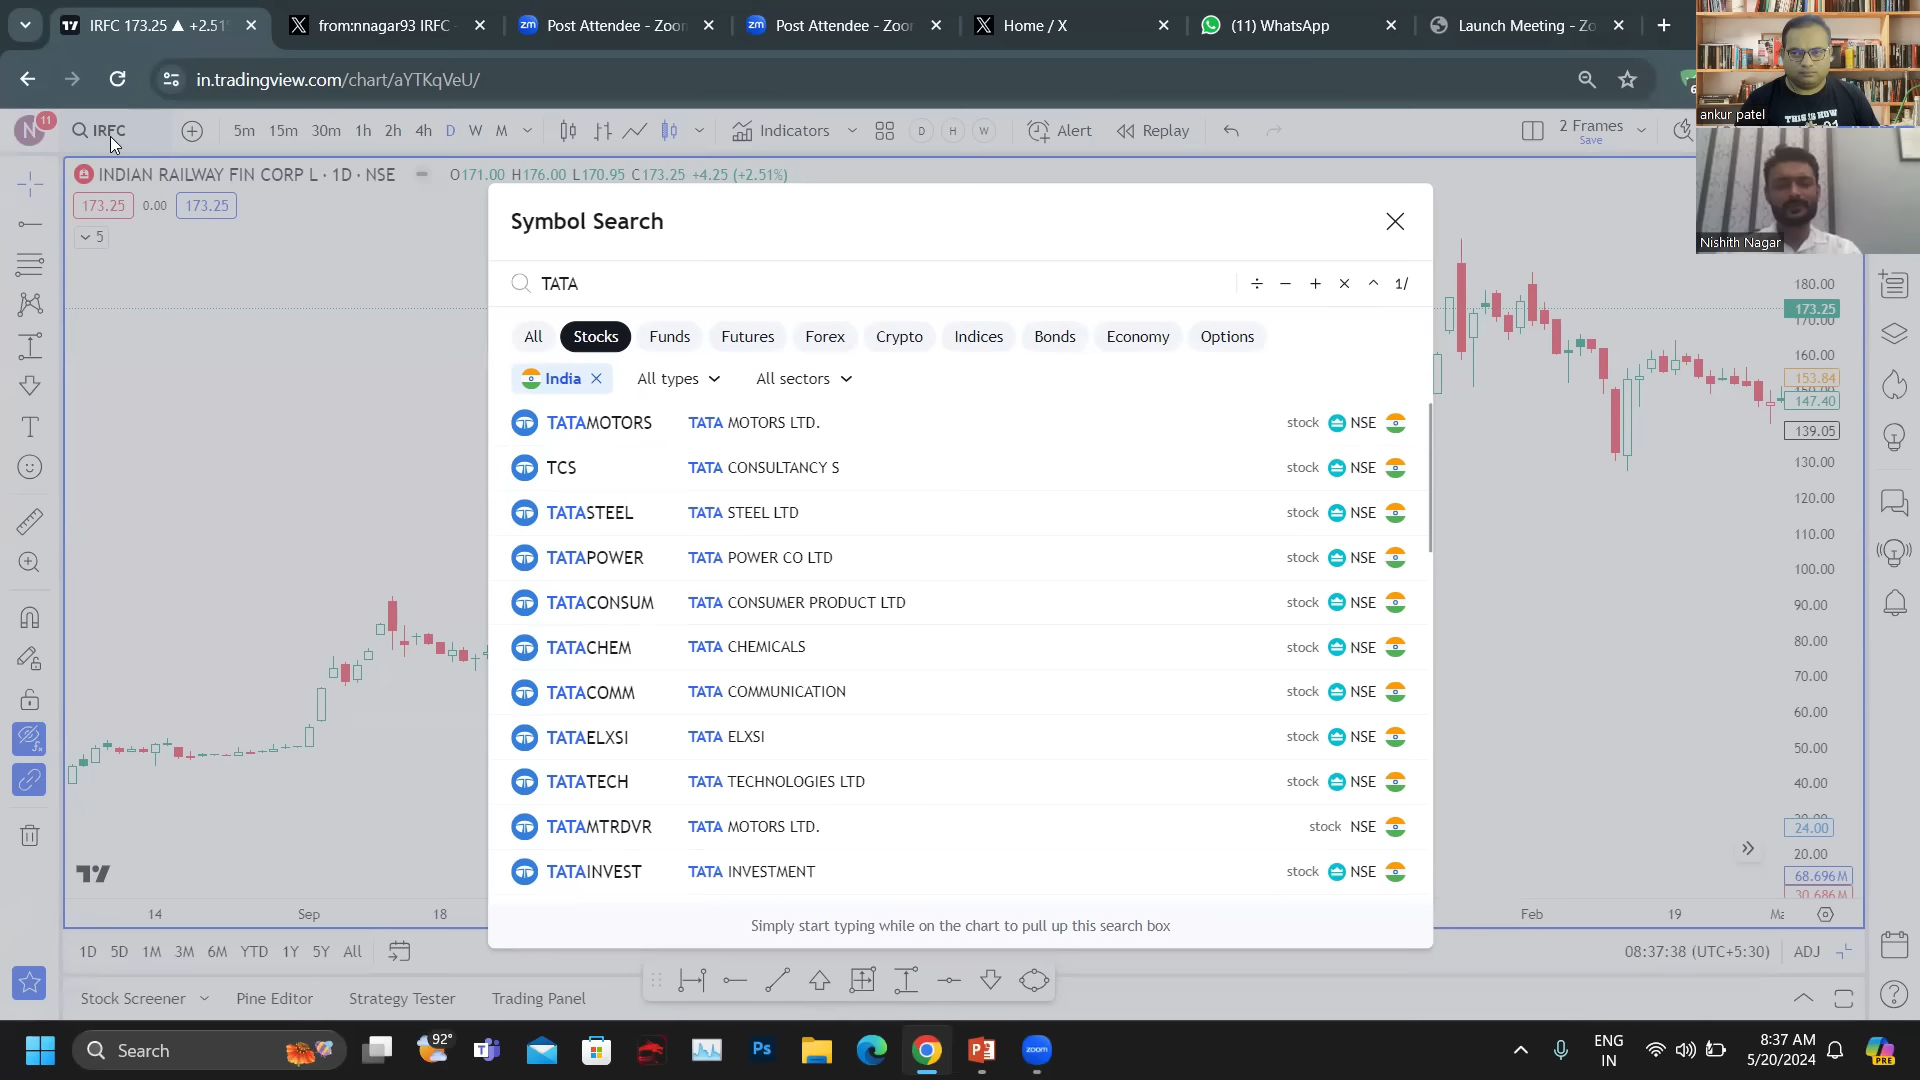 IRFC 173.25 ▲ +2.51
from:nnagar93 IRFC
Post Attendee - Zoom
Post Attendee - Zoom
Home / X
(11) WhatsApp
Launch Meeting - Zo
in.tradingview.com/chart/aYTKqVeU/
N 11
IRFC
5m 15m 30m 1h 2h 4h D W M
Indicators
D H W
Alert
Replay
2 Frames
Save
ankur patel
THIS IS HOW
Nishith Nagar
INDIAN RAILWAY FIN CORP L · 1D · NSE
O171.00 H176.00 L170.95 C173.25 +4.25 (+2.51%)
173.25 0.00 173.25
5
Symbol Search
TATA
÷ − + × ^ 1/
All Stocks Funds Futures Forex Crypto Indices Bonds Economy Options
India × All types All sectors
TATAMOTORS TATA MOTORS LTD. stock NSE
TCS TATA CONSULTANCY S stock NSE
TATASTEEL TATA STEEL LTD stock NSE
TATAPOWER TATA POWER CO LTD stock NSE
TATACONSUM TATA CONSUMER PRODUCT LTD stock NSE
TATACHEM TATA CHEMICALS stock NSE
TATACOMM TATA COMMUNICATION stock NSE
TATAELXSI TATA ELXSI stock NSE
TATATECH TATA TECHNOLOGIES LTD stock NSE
TATAMTRDVR TATA MOTORS LTD. stock NSE
TATAINVEST TATA INVESTMENT stock NSE
Simply start typing while on the chart to pull up this search box
180.00
173.25
170.00
160.00
153.84
147.40
139.05
130.00
120.00
110.00
100.00
90.00
80.00
70.00
60.00
50.00
40.00
24.00
20.00
68.696M
30.686M
14 Sep 18 Feb 19 Ma
1D 5D 1M 3M 6M YTD 1Y 5Y All
08:37:38 (UTC+5:30) ADJ
Stock Screener Pine Editor Strategy Tester Trading Panel
Search
92°
Ps
zoom
ENG
IN
8:37 AM
5/20/2024
PRE